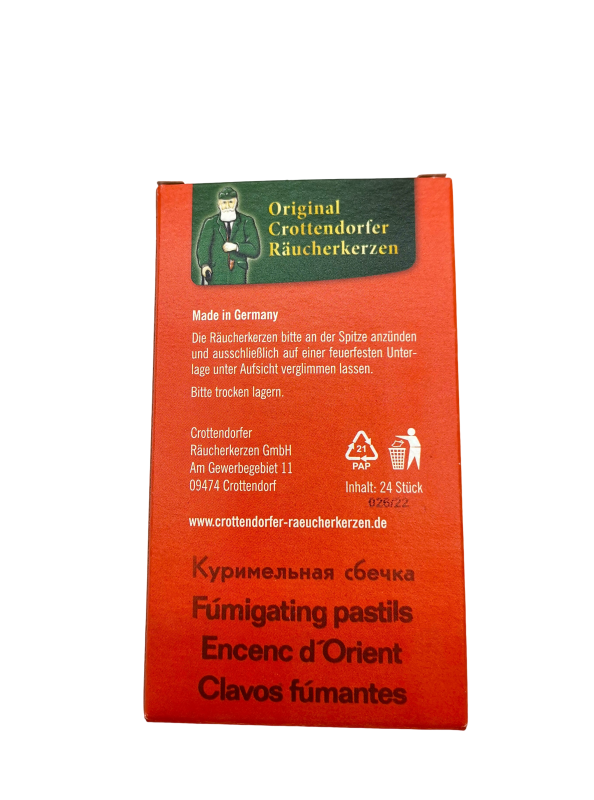 Original
Crottendorfer
Räucherkerzen
Made in Germany
Die Räucherkerzen bitte an der Spitze anzünden
und ausschließlich auf einer feuerfesten Unter-
lage unter Aufsicht verglimmen lassen.
Bitte trocken lagern.
Crottendorfer
Räucherkerzen GmbH
Am Gewerbegebiet 11
09474 Crottendorf
21
PAP
Inhalt: 24 Stück
026/22
www.crottendorfer-raeucherkerzen.de
Куримельная сбечка
Fúmigating pastils
Encenc d´Orient
Clavos fúmantes